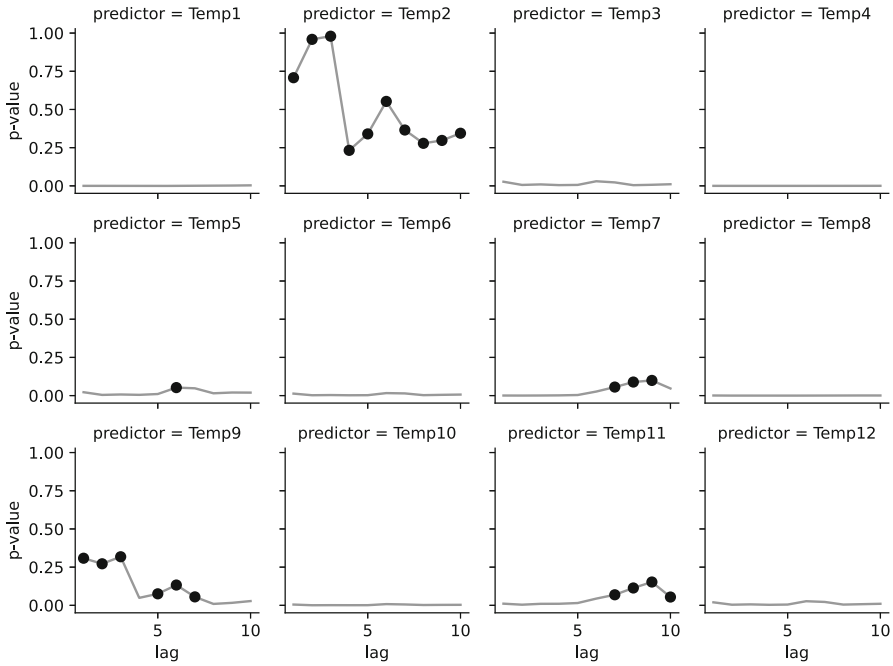 predictor = Temp1 predictor = Temp2 predictor = Temp3 predictor = Temp4
1.00
0.75
0.50
0.25
0.00
p-value
predictor = Temp5 predictor = Temp6 predictor = Temp7 predictor = Temp8
1.00
0.75
0.50
0.25
0.00
p-value
predictor = Temp9 predictor = Temp10 predictor = Temp11 predictor = Temp12
1.00
0.75
0.50
0.25
0.00
p-value
5 10 5 10 5 10 5 10
lag lag lag lag